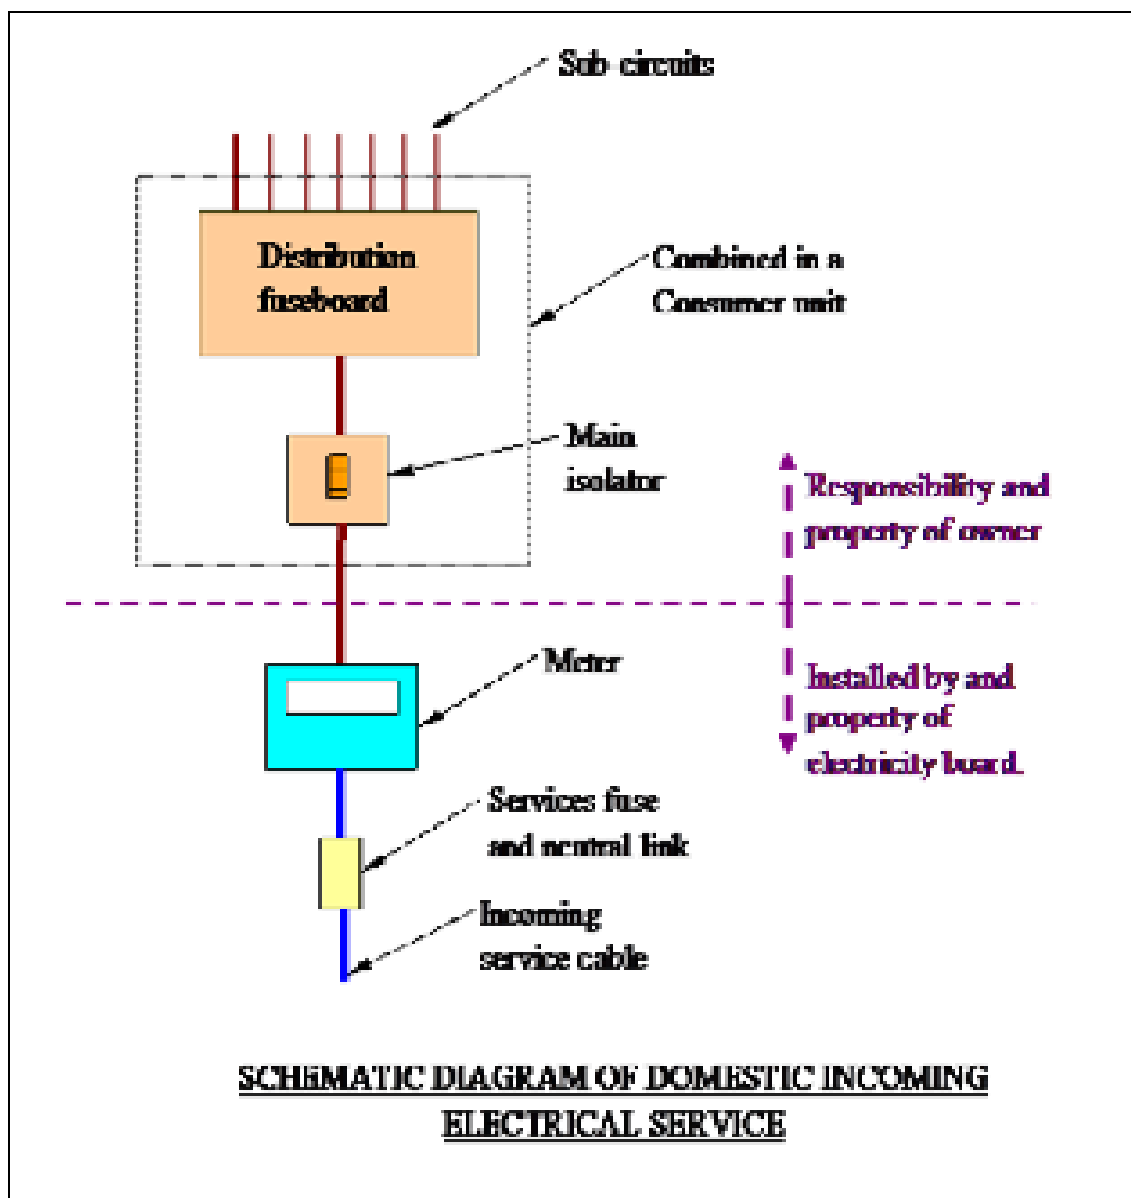 Sub-circuits
Distribution
fuseboard
Combined in a
Consumer unit
Main
isolator
Responsibility and
property of owner
Meter
Installed by and
property of
electricity board.
Services fuse
and neutral link
Incoming
service cable
SCHEMATIC DIAGRAM OF DOMESTIC INCOMING
ELECTRICAL SERVICE